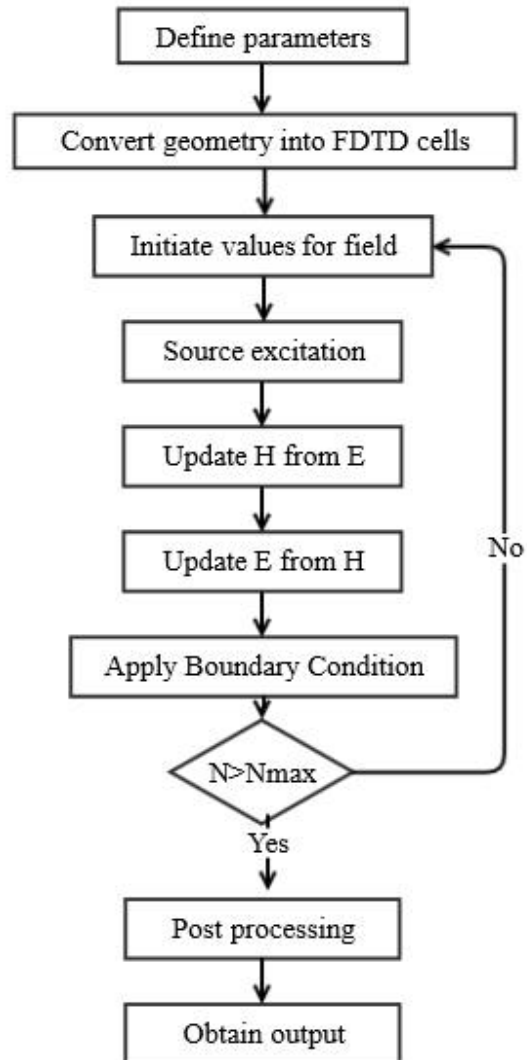 Define parameters
Convert geometry into FDTD cells
Initiate values for field
Source excitation
Update H from E
Update E from H
No
Apply Boundary Condition
N>Nmax
Yes
Post processing
Obtain output